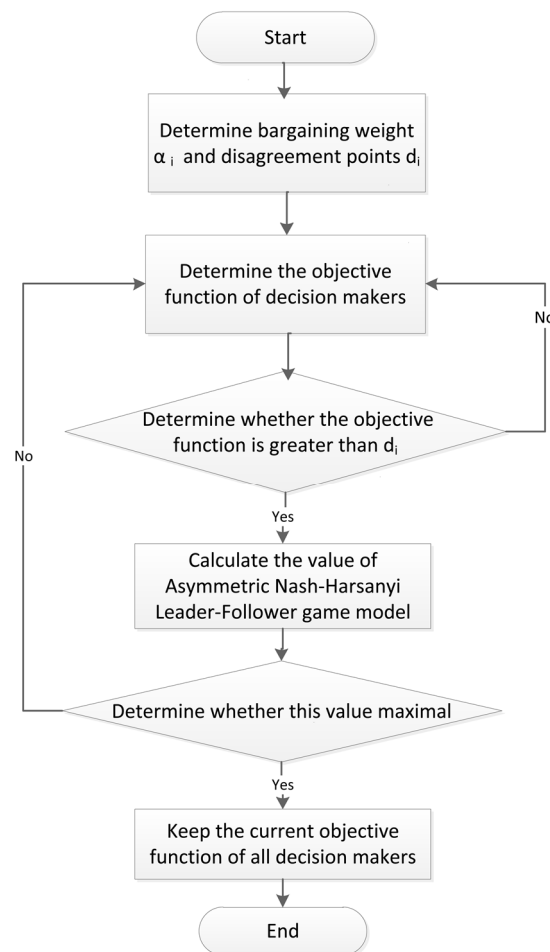 Start
Determine bargaining weight
α i and disagreement points di
Determine the objective
function of decision makers
No
Determine whether the objective
function is greater than di
No
Yes
Calculate the value of
Asymmetric Nash-Harsanyi
Leader-Follower game model
Determine whether this value maximal
Yes
Keep the current objective
function of all decision makers
End